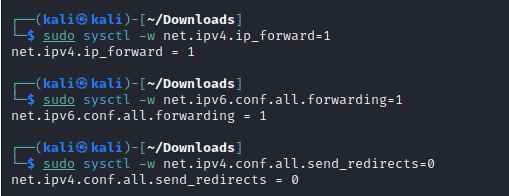 ┌──(kali㉿kali)-[~/Downloads]
└─$ sudo sysctl -w net.ipv4.ip_forward=1
net.ipv4.ip_forward = 1
┌──(kali㉿kali)-[~/Downloads]
└─$ sudo sysctl -w net.ipv6.conf.all.forwarding=1
net.ipv6.conf.all.forwarding = 1
┌──(kali㉿kali)-[~/Downloads]
└─$ sudo sysctl -w net.ipv4.conf.all.send_redirects=0
net.ipv4.conf.all.send_redirects = 0